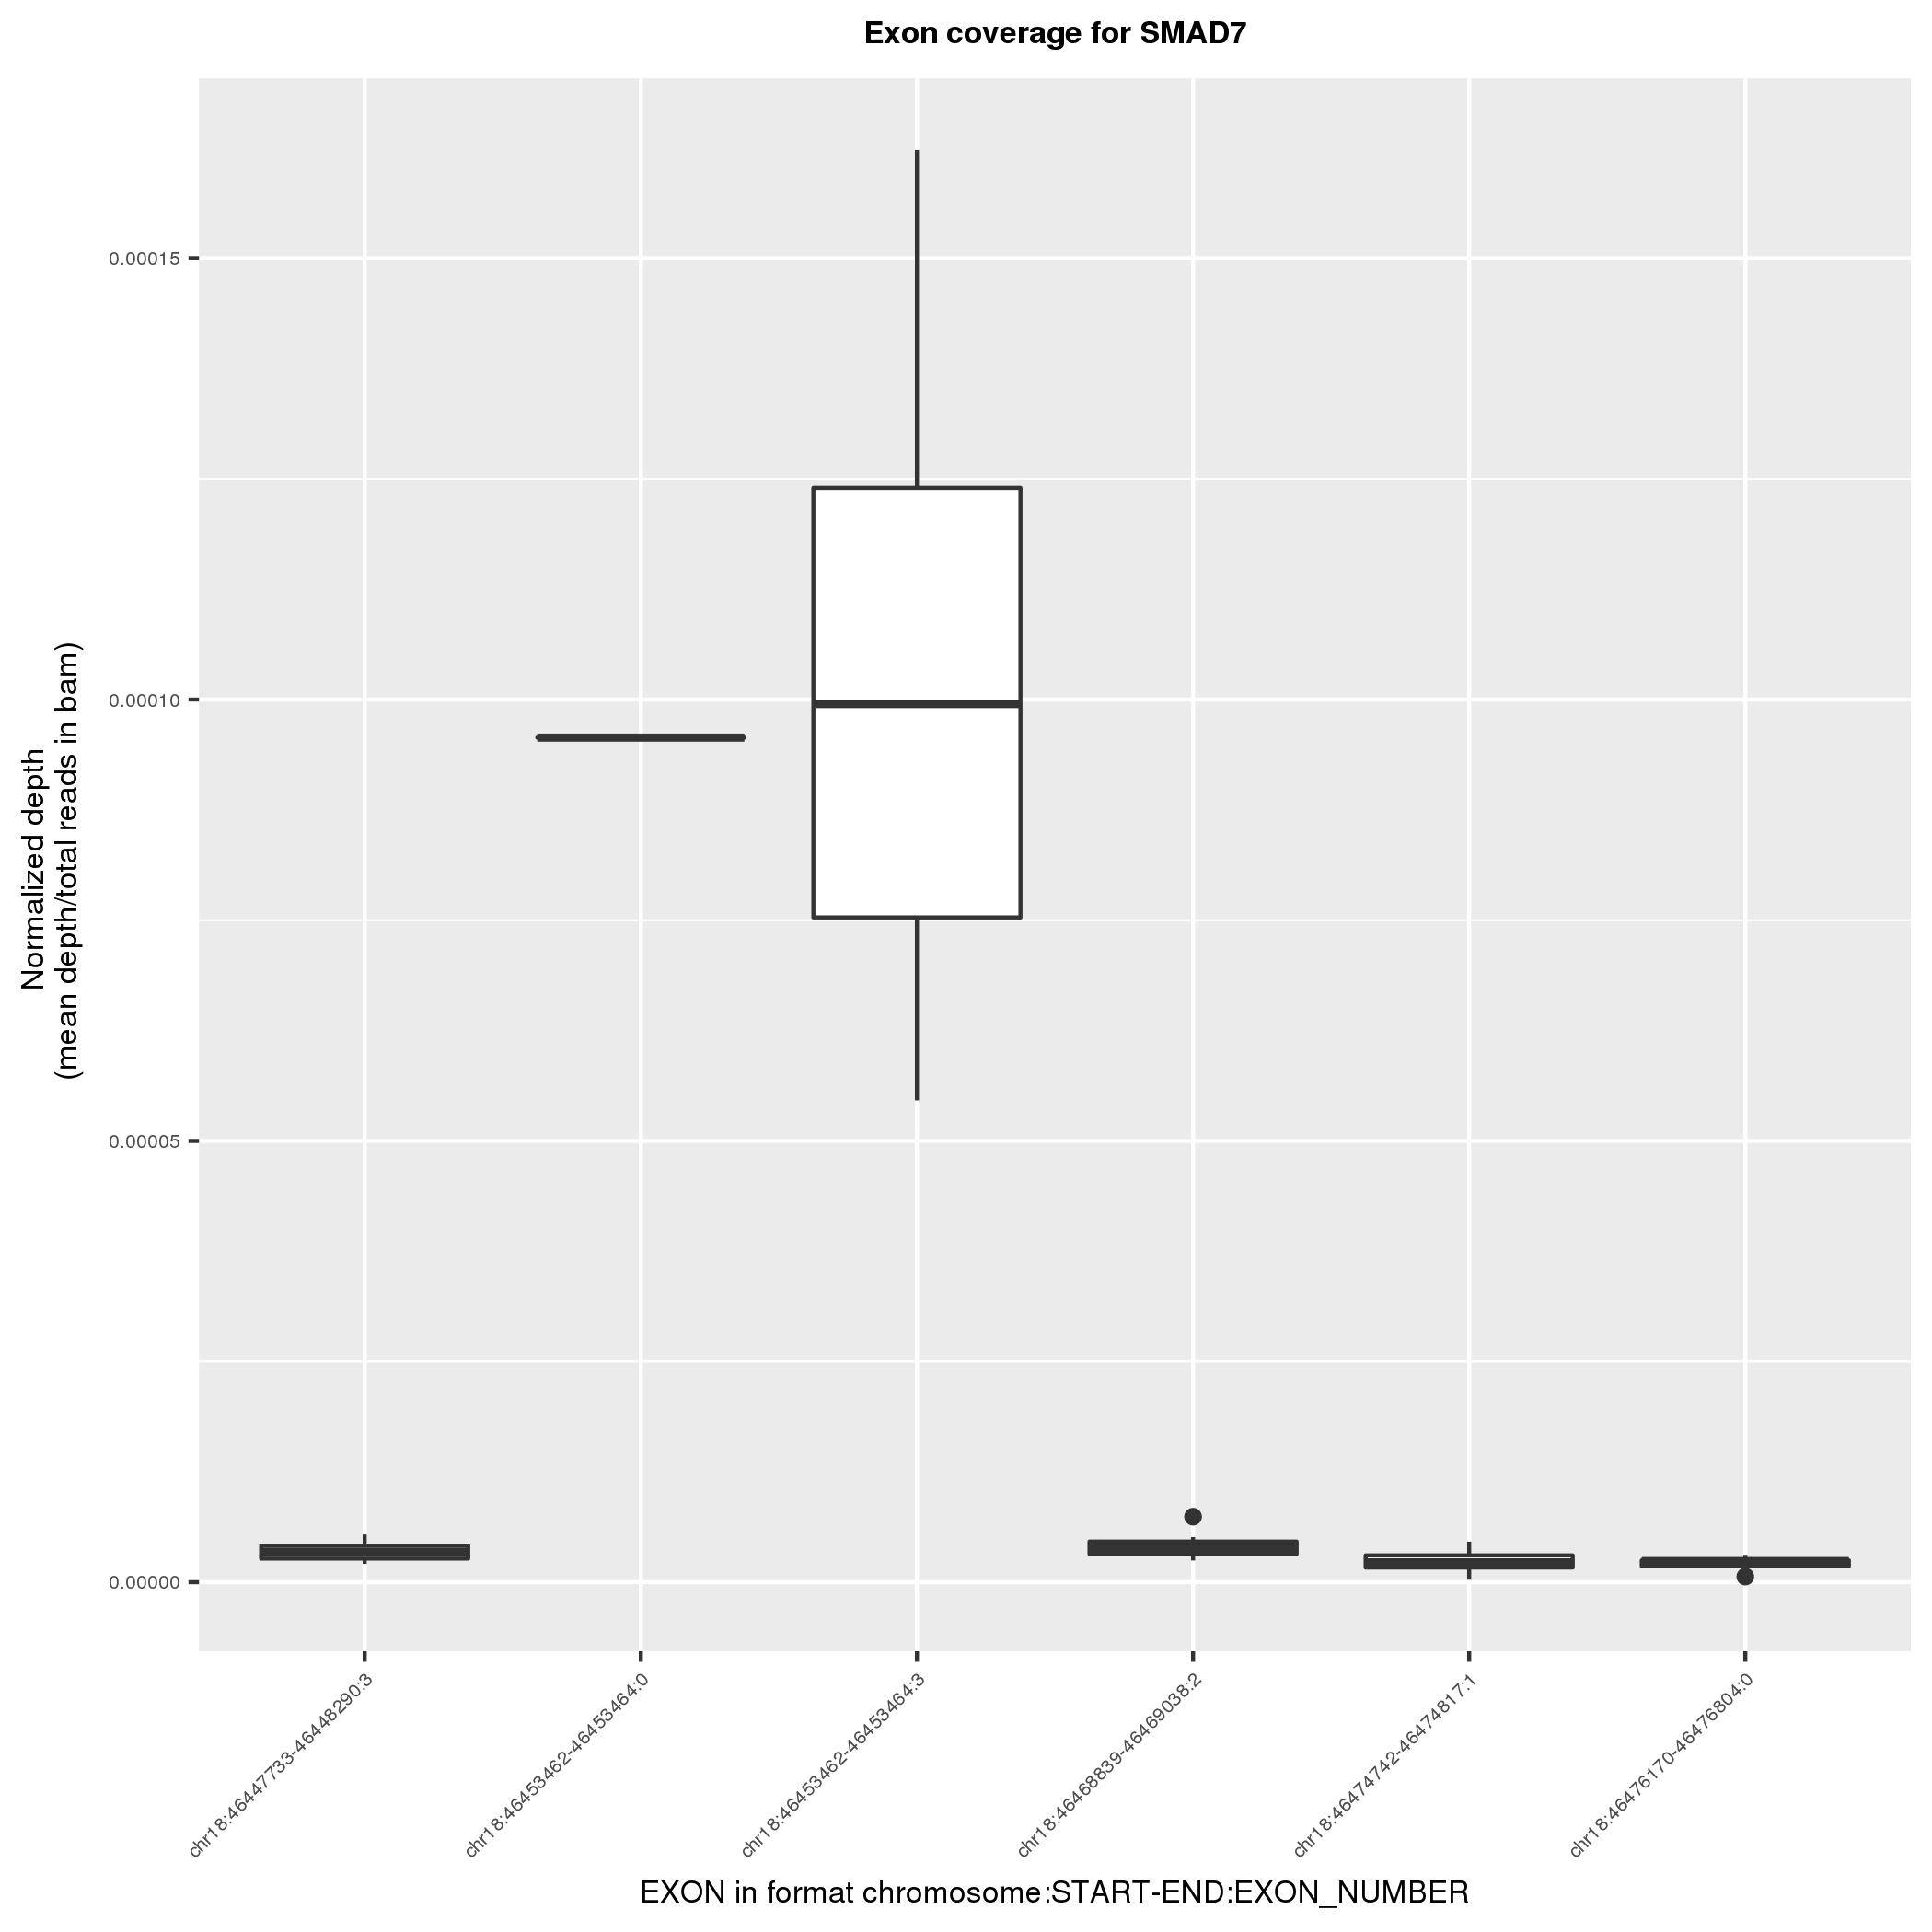 Exon coverage for SMAD7
Normalized depth
(mean depth/total reads in bam)
0.00015
0.00010
0.00005
0.00000
chr18:46447733-46448290:3
chr18:46453462-46453464:0
chr18:46453462-46453464:3
chr18:46468839-46469038:2
chr18:46474742-46474817:1
chr18:46476170-46476804:0
EXON in format chromosome:START-END:EXON_NUMBER